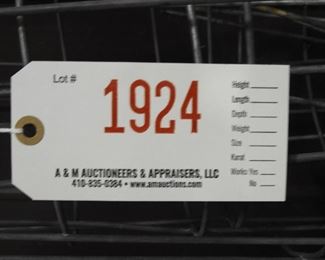 Lot #
1924
Height
Length
Depth
Weight
Size
Karat
Works: Yes
No
A & M AUCTIONEERS & APPRAISERS, LLC
410-835-0384 • www.amauctions.com